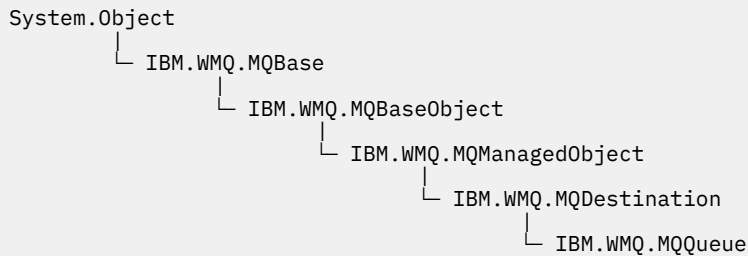 System.Object
IBM.WMQ.MQBase
IBM.WMQ.MQBaseObject
IBM.WMQ.MQManagedObject
IBM.WMQ.MQDestination
IBM.WMQ.MQQueue